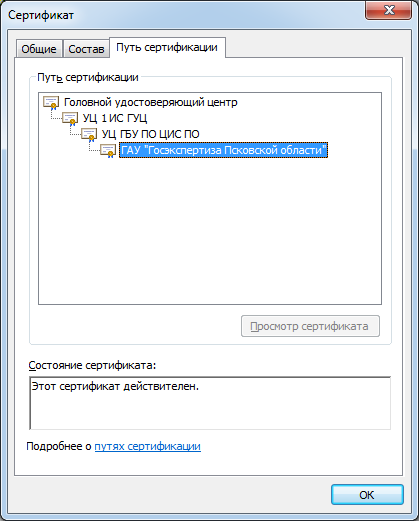 Сертификат
Общие Состав Путь сертификации
Путь сертификации
Головной удостоверяющий центр
УЦ 1 ИС ГУЦ
УЦ ГБУ ПО ЦИС ПО
ГАУ "Госэкспертиза Псковской области"
Просмотр сертификата
Состояние сертификата:
Этот сертификат действителен.
Подробнее о путях сертификации
ОК